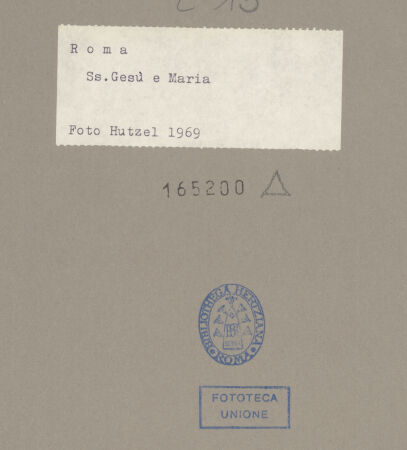 R o m a
Ss.Gesù e Maria
Foto Hutzel 1969
165200
BIBLIOTHECA HERTZIANA
ROMA
FOTOTECA
UNIONE